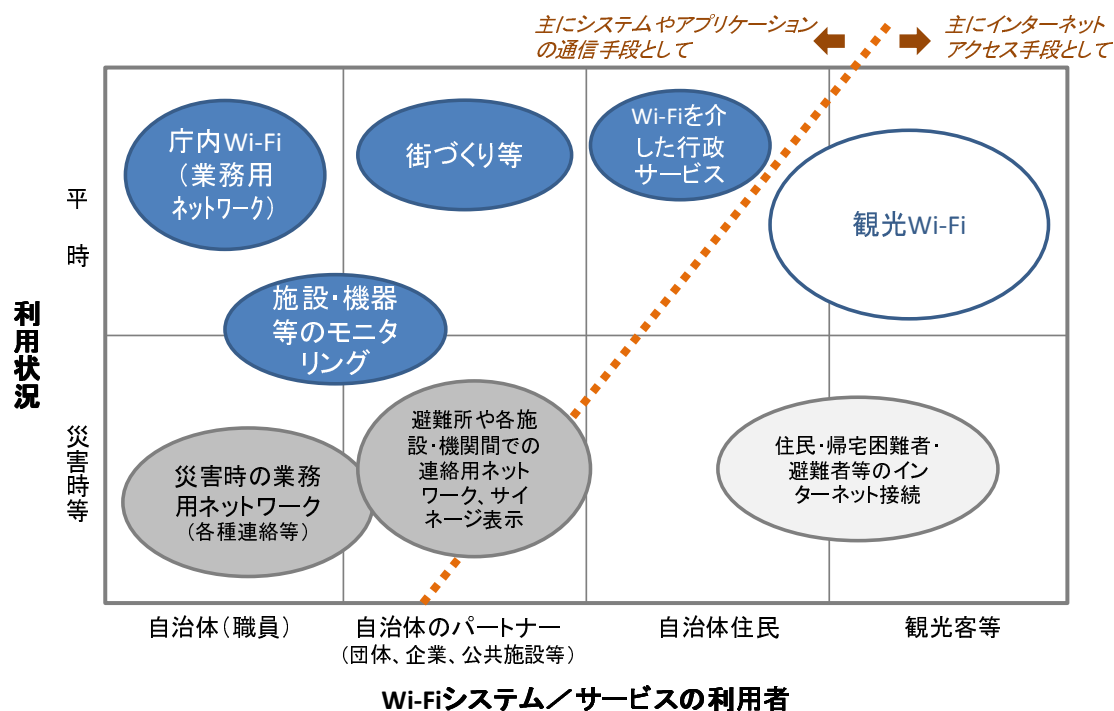 主にシステムやアプリケーション
の通信手段として
主にインターネット
アクセス手段として
庁内Wi-Fi
(業務用
ネットワーク)
街づくり等
Wi-Fiを介
した行政
サービス
観光Wi-Fi
平時
施設・機器
等のモニタ
リング
利用状況
災害時等
災害時の業務
用ネットワーク
(各種連絡等)
避難所や各施
設・機関間での
連絡用ネット
ワーク、サイ
ネージ表示
住民・帰宅困難者・
避難者等のイン
ターネット接続
自治体(職員)
自治体のパートナー
(団体、企業、公共施設等)
自治体住民
観光客等
Wi-Fiシステム/サービスの利用者